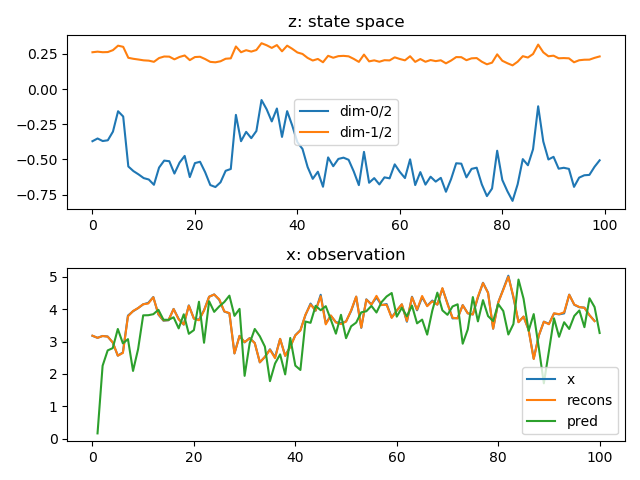 z: state space
0.25
0.00
−0.25
−0.50
−0.75
dim-0/2
dim-1/2
0 20 40 60 80 100
x: observation
5
4
3
2
1
0
x
recons
pred
0 20 40 60 80 100